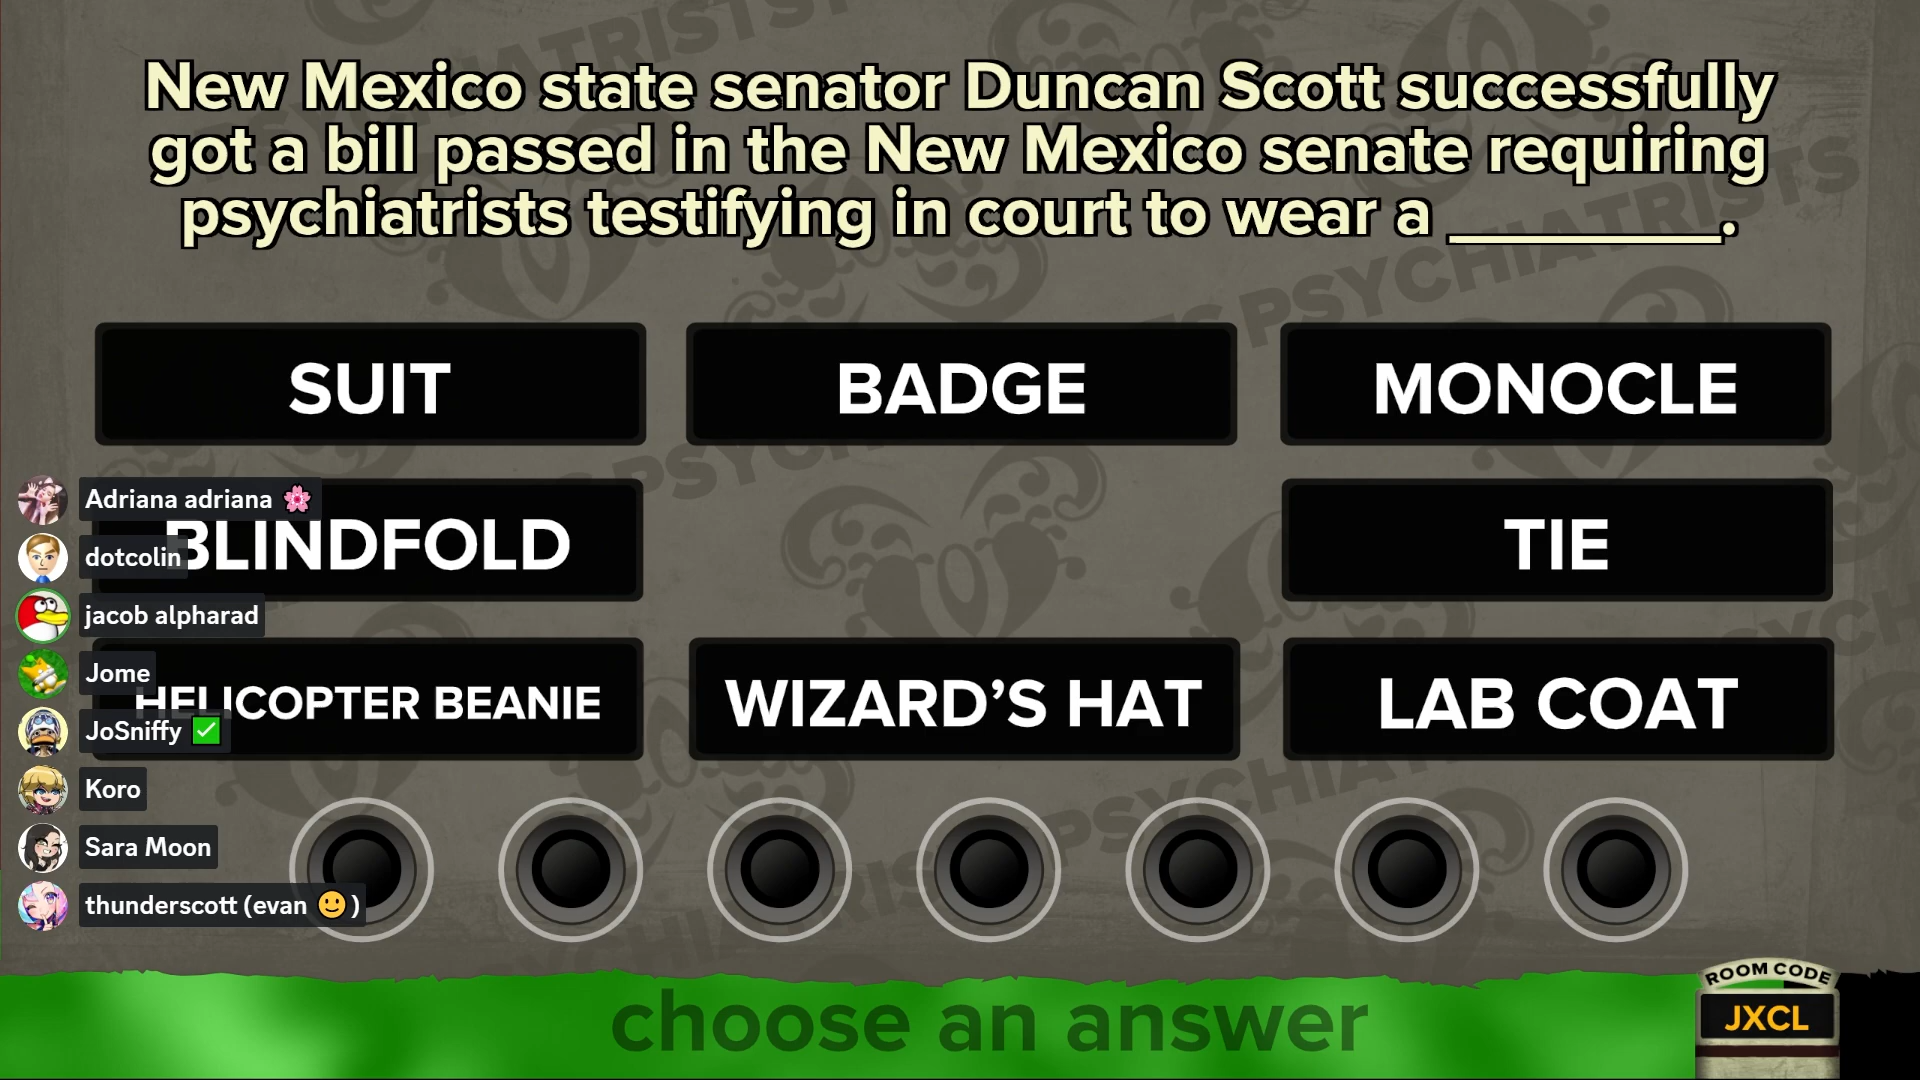 New Mexico state senator Duncan Scott successfully
got a bill passed in the New Mexico senate requiring
psychiatrists testifying in court to wear a ________.
SUIT
BADGE
MONOCLE
Adriana adriana 🌸
BLINDFOLD
TIE
dotcolin
jacob alpharad
Jome
HELICOPTER BEANIE
WIZARD’S HAT
LAB COAT
JoSniffy ✅
Koro
Sara Moon
thunderscott (evan 🙂)
choose an answer
ROOM CODE
JXCL
PSYCHIATRISTS